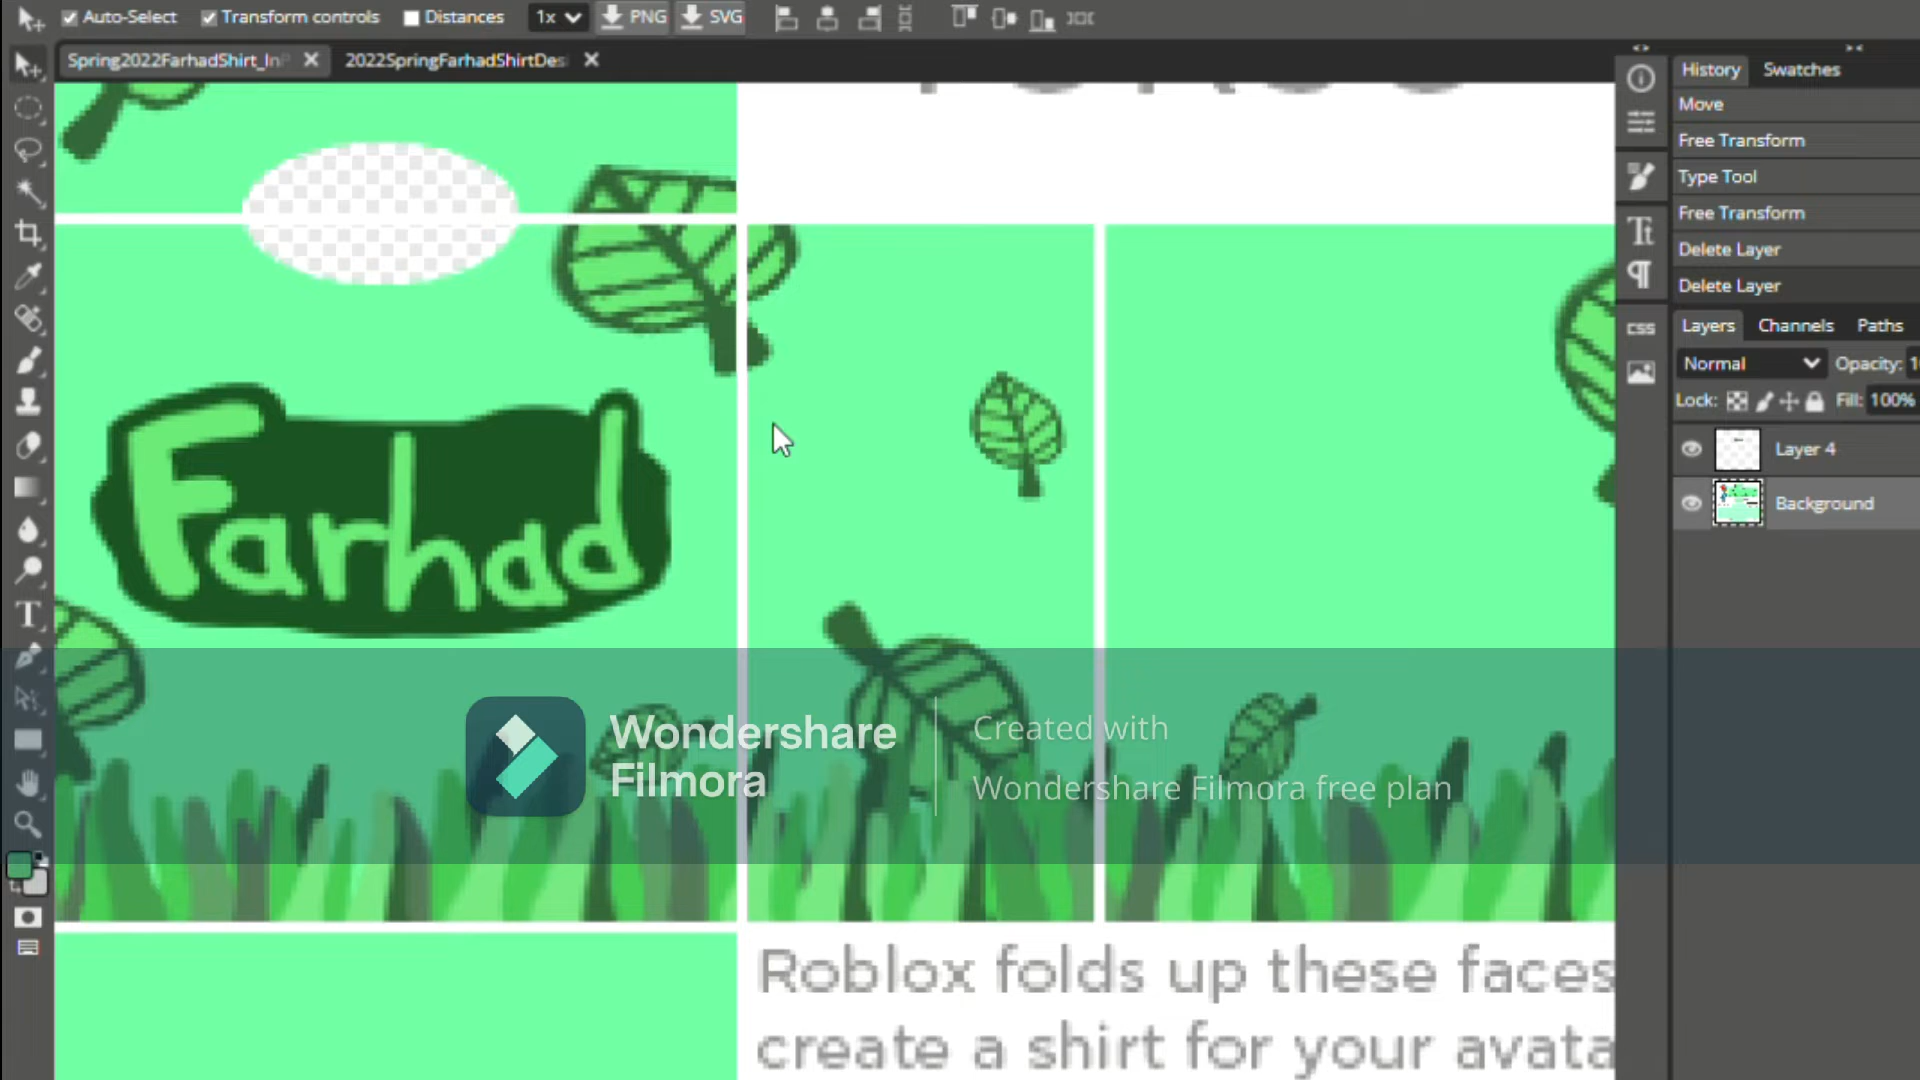 Auto-Select Transform controls Distances 1x PNG SVG
Spring2022FarhadShirt_In
2022SpringFarhadShirtDes
History Swatches
Move
Free Transform
Type Tool
Free Transform
Delete Layer
Delete Layer
CSS
Layers Channels Paths
Normal Opacity:
Lock: Fill: 100%
Layer 4
Background
Farhad
Wondershare
Filmora
Created with
Wondershare Filmora free plan
Roblox folds up these faces
create a shirt for your avata